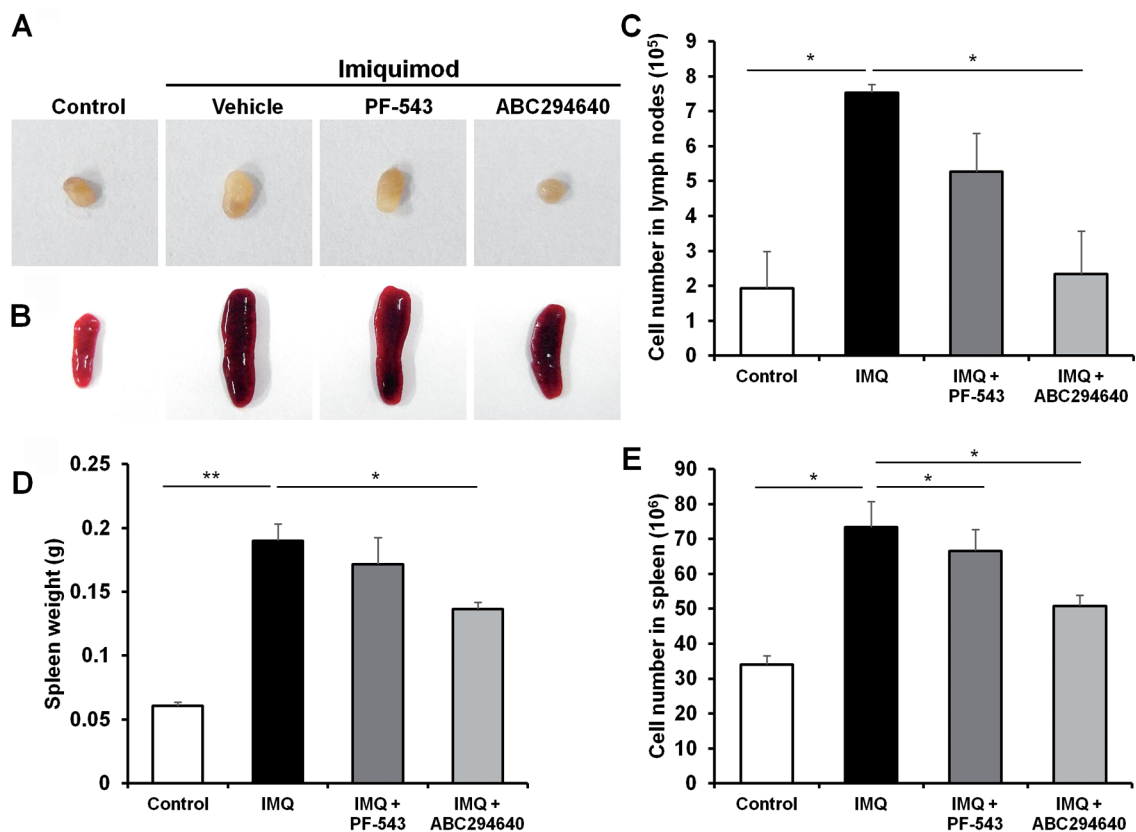 A
Imiquimod
Control
Vehicle
PF-543
ABC294640
B
C
Cell number in lymph nodes (10⁵)
9
8
7
6
5
4
3
2
1
0
*
*
Control
IMQ
IMQ +
PF-543
IMQ +
ABC294640
D
Spleen weight (g)
0.25
0.2
0.15
0.1
0.05
0
**
*
Control
IMQ
IMQ +
PF-543
IMQ +
ABC294640
E
Cell number in spleen (10⁶)
90
80
70
60
50
40
30
20
10
0
*
*
*
Control
IMQ
IMQ +
PF-543
IMQ +
ABC294640